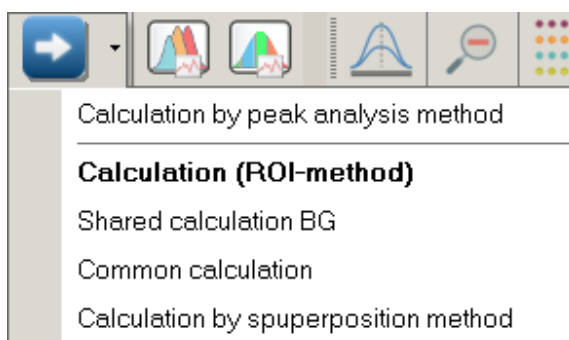 Calculation by peak analysis method
Calculation (ROI-method)
Shared calculation BG
Common calculation
Calculation by spuperposition method